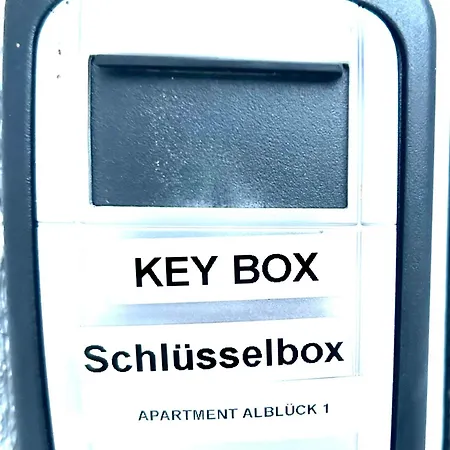 KEY BOX
Schlüsselbox
APARTMENT ALBLÜCK 1